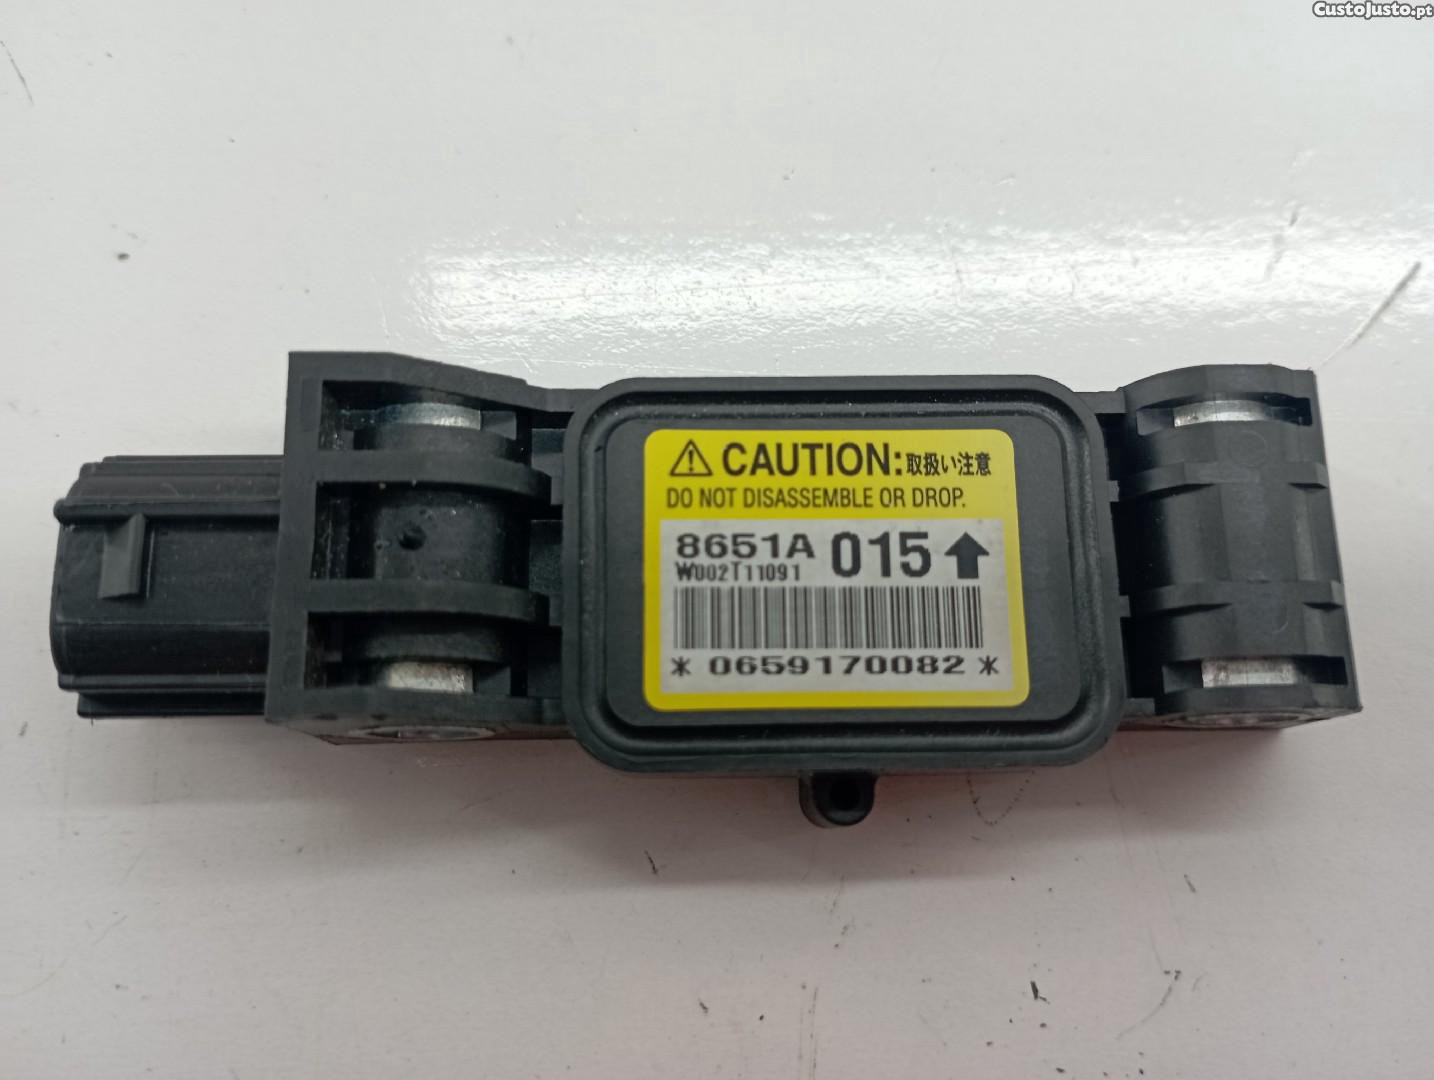 CustoJusto.pt
⚠ CAUTION:取扱い注意
DO NOT DISASSEMBLE OR DROP.
8651A 015 ↑
W002T11091
* 0659170082 *